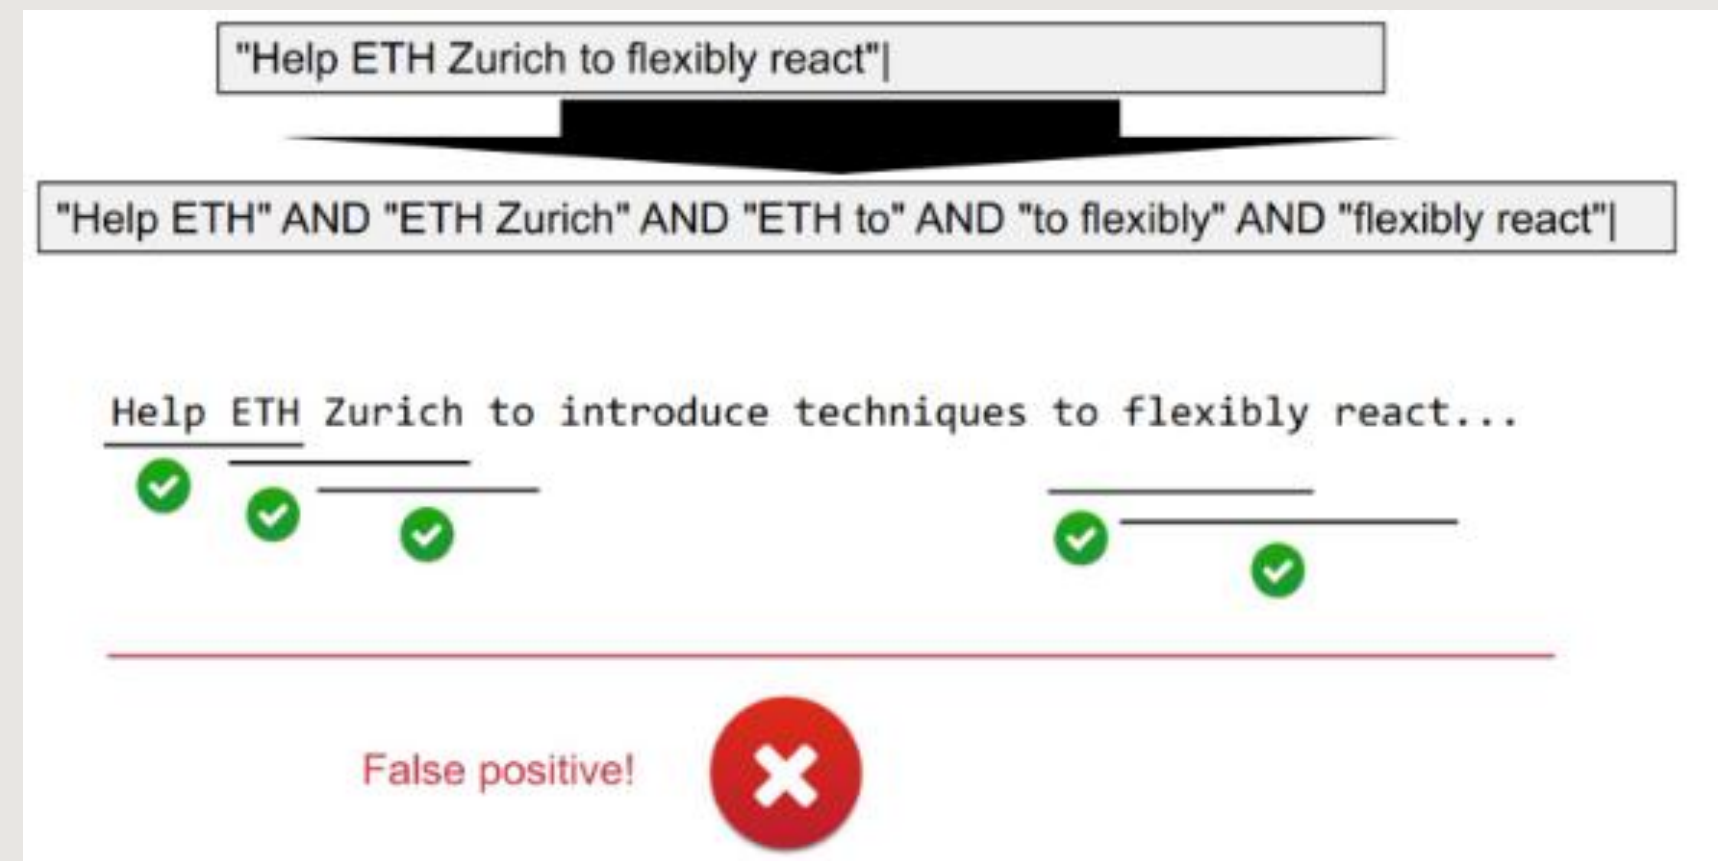 "Help ETH Zurich to flexibly react"|
"Help ETH" AND "ETH Zurich" AND "ETH to" AND "to flexibly" AND "flexibly react"|
Help ETH Zurich to introduce techniques to flexibly react...
False positive!